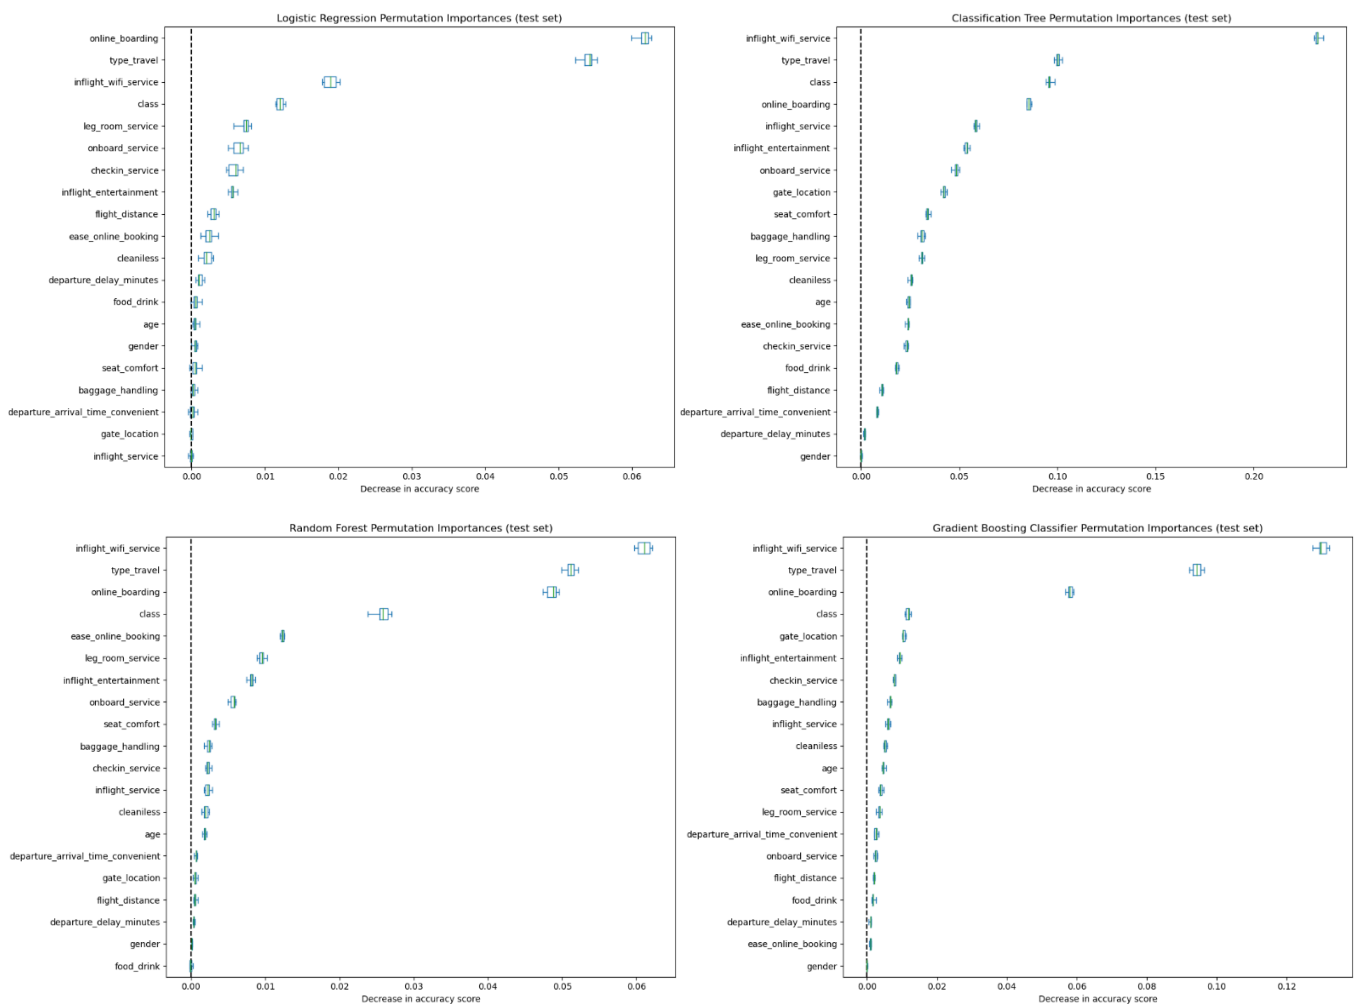 Logistic Regression Permutation Importances (test set)
online_boarding
type_travel
inflight_wifi_service
class
leg_room_service
onboard_service
checkin_service
inflight_entertainment
flight_distance
ease_online_booking
cleaniless
departure_delay_minutes
food_drink
age
gender
seat_comfort
baggage_handling
departure_arrival_time_convenient
gate_location
inflight_service
0.00 0.01 0.02 0.03 0.04 0.05 0.06
Decrease in accuracy score
Classification Tree Permutation Importances (test set)
inflight_wifi_service
type_travel
class
online_boarding
inflight_service
inflight_entertainment
onboard_service
gate_location
seat_comfort
baggage_handling
leg_room_service
cleaniless
age
ease_online_booking
checkin_service
food_drink
flight_distance
departure_arrival_time_convenient
departure_delay_minutes
gender
0.00 0.05 0.10 0.15 0.20
Decrease in accuracy score
Random Forest Permutation Importances (test set)
inflight_wifi_service
type_travel
online_boarding
class
ease_online_booking
leg_room_service
inflight_entertainment
onboard_service
seat_comfort
baggage_handling
checkin_service
inflight_service
cleaniless
age
departure_arrival_time_convenient
gate_location
flight_distance
departure_delay_minutes
gender
food_drink
0.00 0.01 0.02 0.03 0.04 0.05 0.06
Decrease in accuracy score
Gradient Boosting Classifier Permutation Importances (test set)
inflight_wifi_service
type_travel
online_boarding
class
gate_location
inflight_entertainment
checkin_service
baggage_handling
inflight_service
cleaniless
age
seat_comfort
leg_room_service
departure_arrival_time_convenient
onboard_service
flight_distance
food_drink
departure_delay_minutes
ease_online_booking
gender
0.00 0.02 0.04 0.06 0.08 0.10 0.12
Decrease in accuracy score